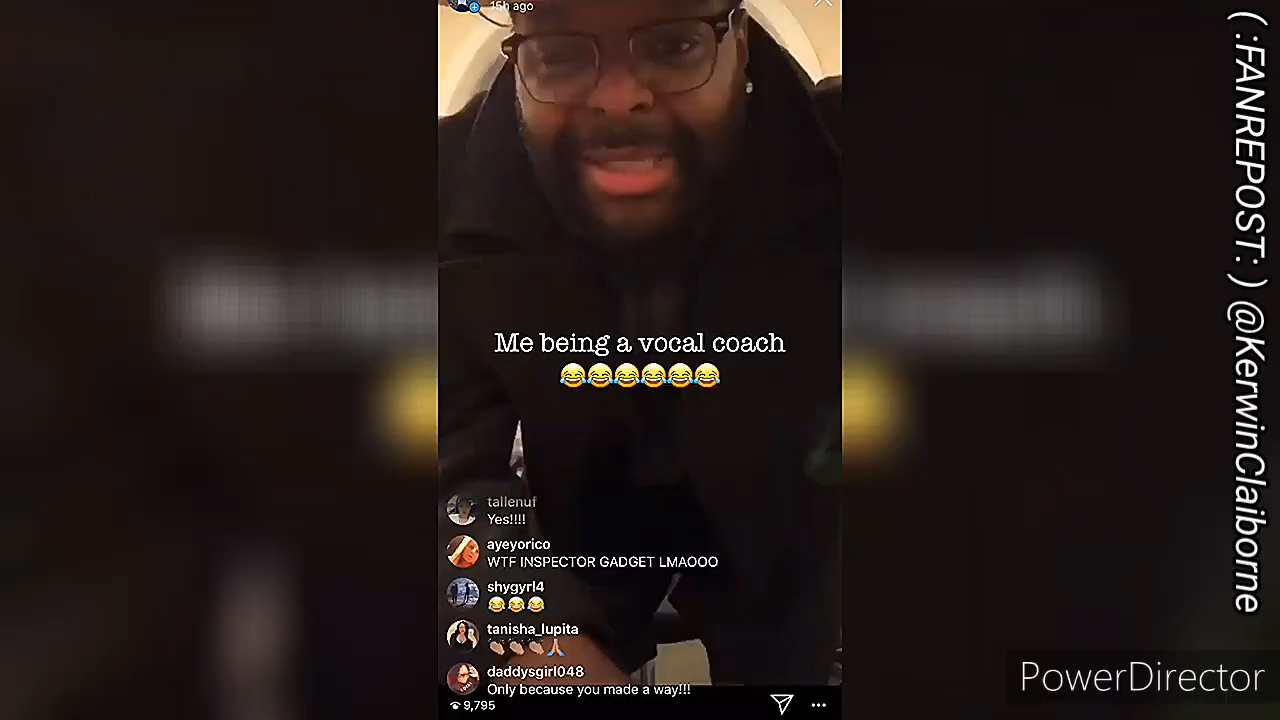 15h ago
Me being a vocal coach
😂😂😂😂😂😂
tallenuf
Yes!!!!
ayeyorico
WTF INSPECTOR GADGET LMAOOO
shygyrl4
😂😂😂
tanisha_lupita
👏🏽👏🏽👏🏽🙏🏽
daddysgirl048
Only because you made a way!!!
9,795
( :FANREPOST: ) @KerwinClaiborne
PowerDirector